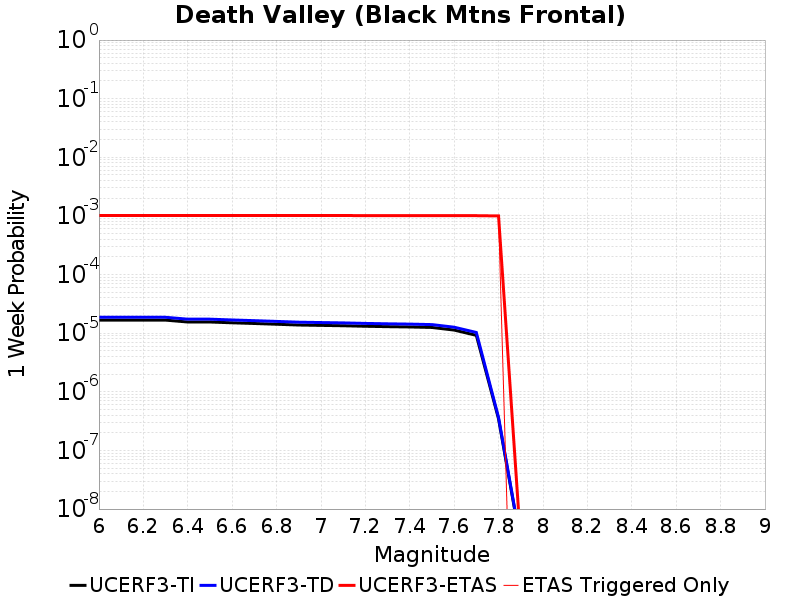 Death Valley (Black Mtns Frontal)
10^0
10^-1
10^-2
10^-3
10^-4
10^-5
10^-6
10^-7
10^-8
1 Week Probability
6 6.2 6.4 6.6 6.8 7 7.2 7.4 7.6 7.8 8 8.2 8.4 8.6 8.8 9
Magnitude
UCERF3-TI UCERF3-TD UCERF3-ETAS ETAS Triggered Only